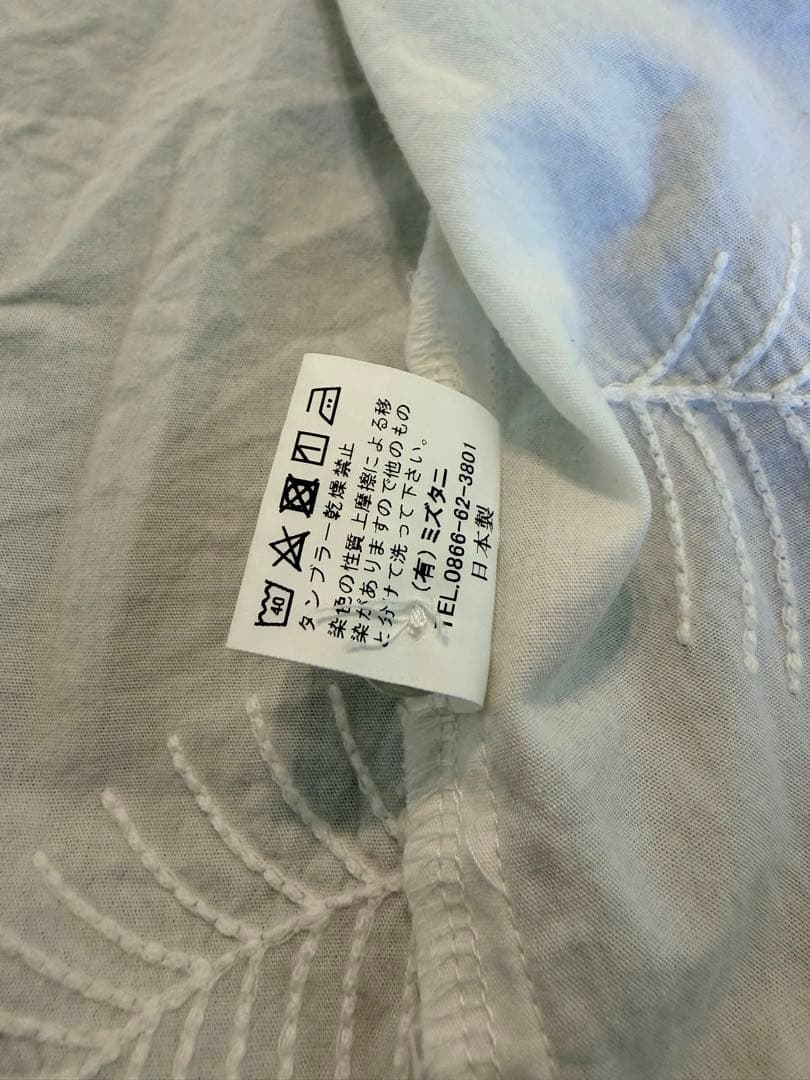 40
タンブラー乾燥禁止
染色の性質上摩擦による移
染がありますので他のもの
と分けて洗って下さい。
(有)ミズタニ
TEL.0866-62-3801
日本製